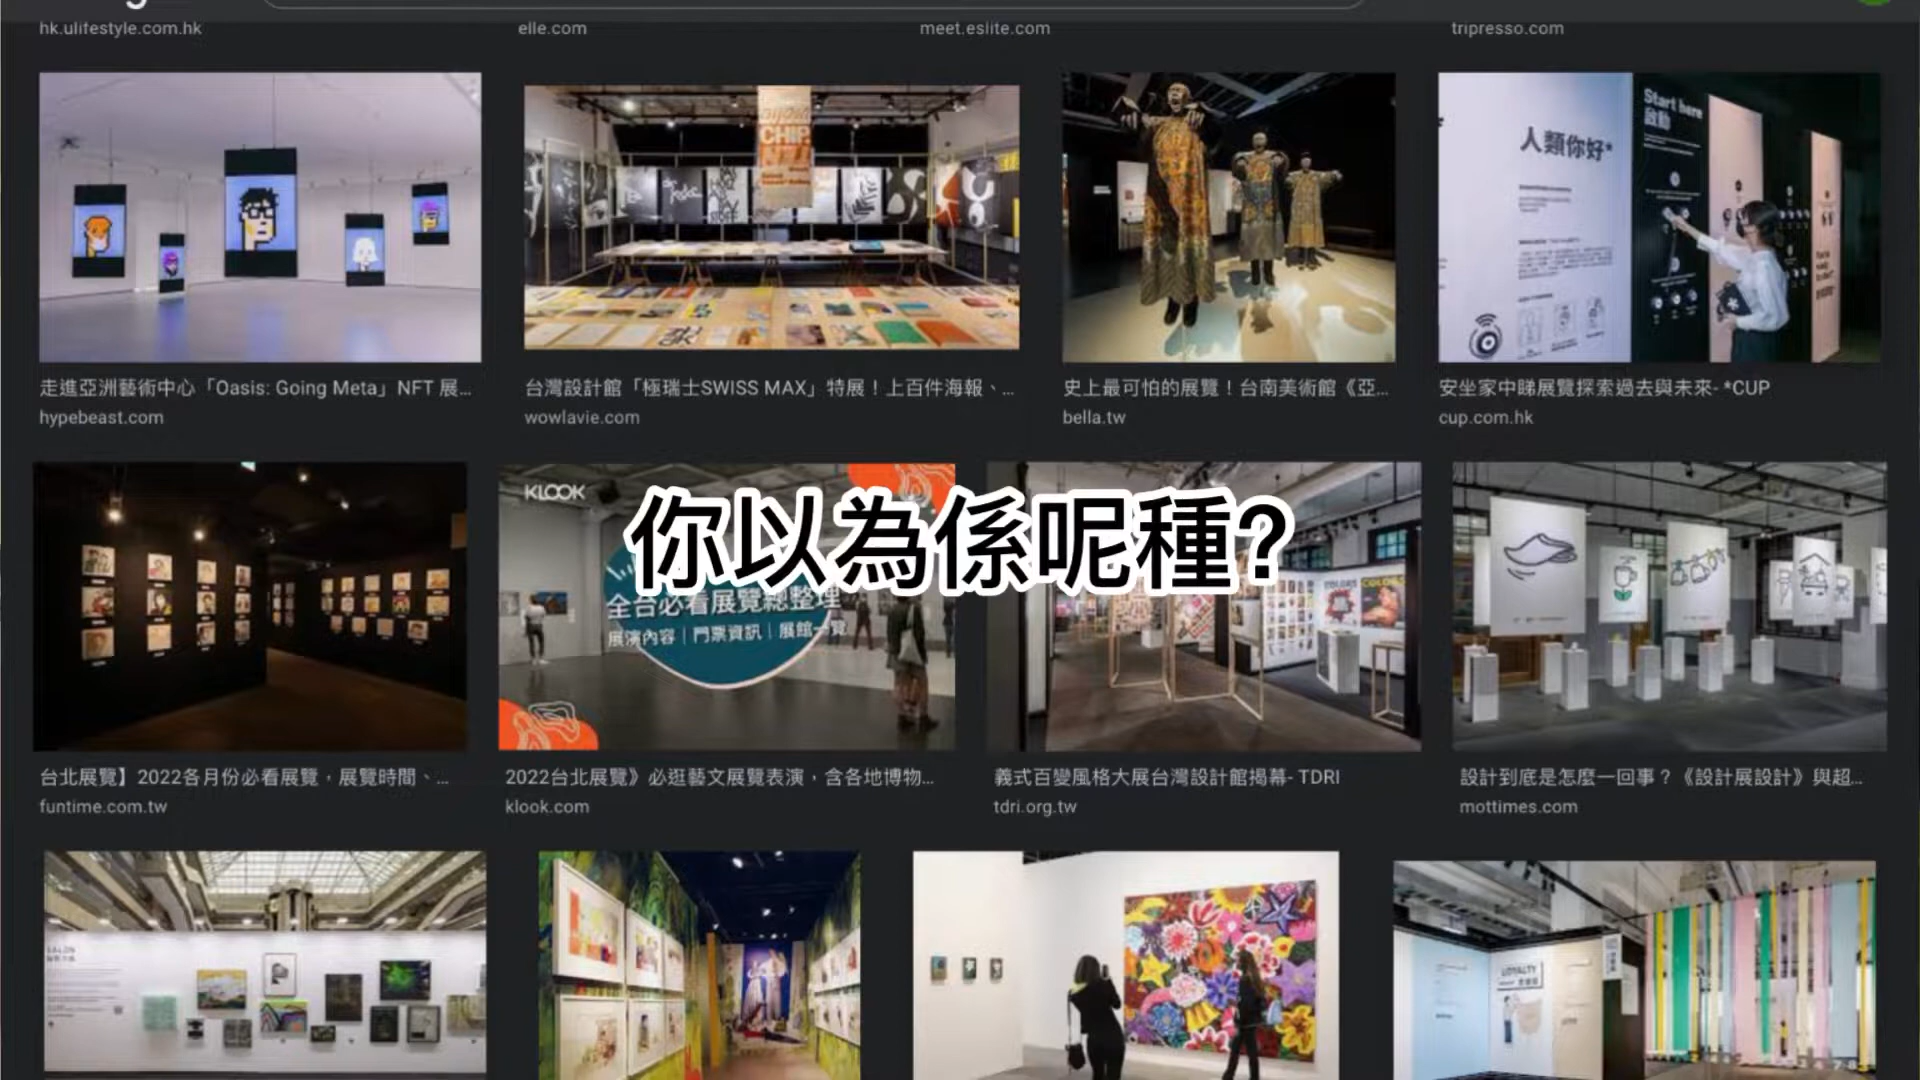 hk.ulifestyle.com.hk
elle.com
meet.eslite.com
tripresso.com
CHIP
人類你好*
Start here
啟動
走進亞洲藝術中心「Oasis: Going Meta」NFT 展...
hypebeast.com
台灣設計館「極瑞士SWISS MAX」特展！上百件海報、...
wowlavie.com
史上最可怕的展覽！台南美術館《亞...
bella.tw
安坐家中睇展覽探索過去與未來- *CUP
cup.com.hk
KLOOK
你以為係呢種?
全台必看展覽總整理
展演內容｜門票資訊｜展館一覽
台北展覽】2022各月份必看展覽，展覽時間、...
funtime.com.tw
2022台北展覽》必逛藝文展覽表演，含各地博物...
klook.com
義式百變風格大展台灣設計館揭幕- TDRI
tdri.org.tw
設計到底是怎麼一回事？《設計展設計》與超...
mottimes.com
SALON
LOYALTY